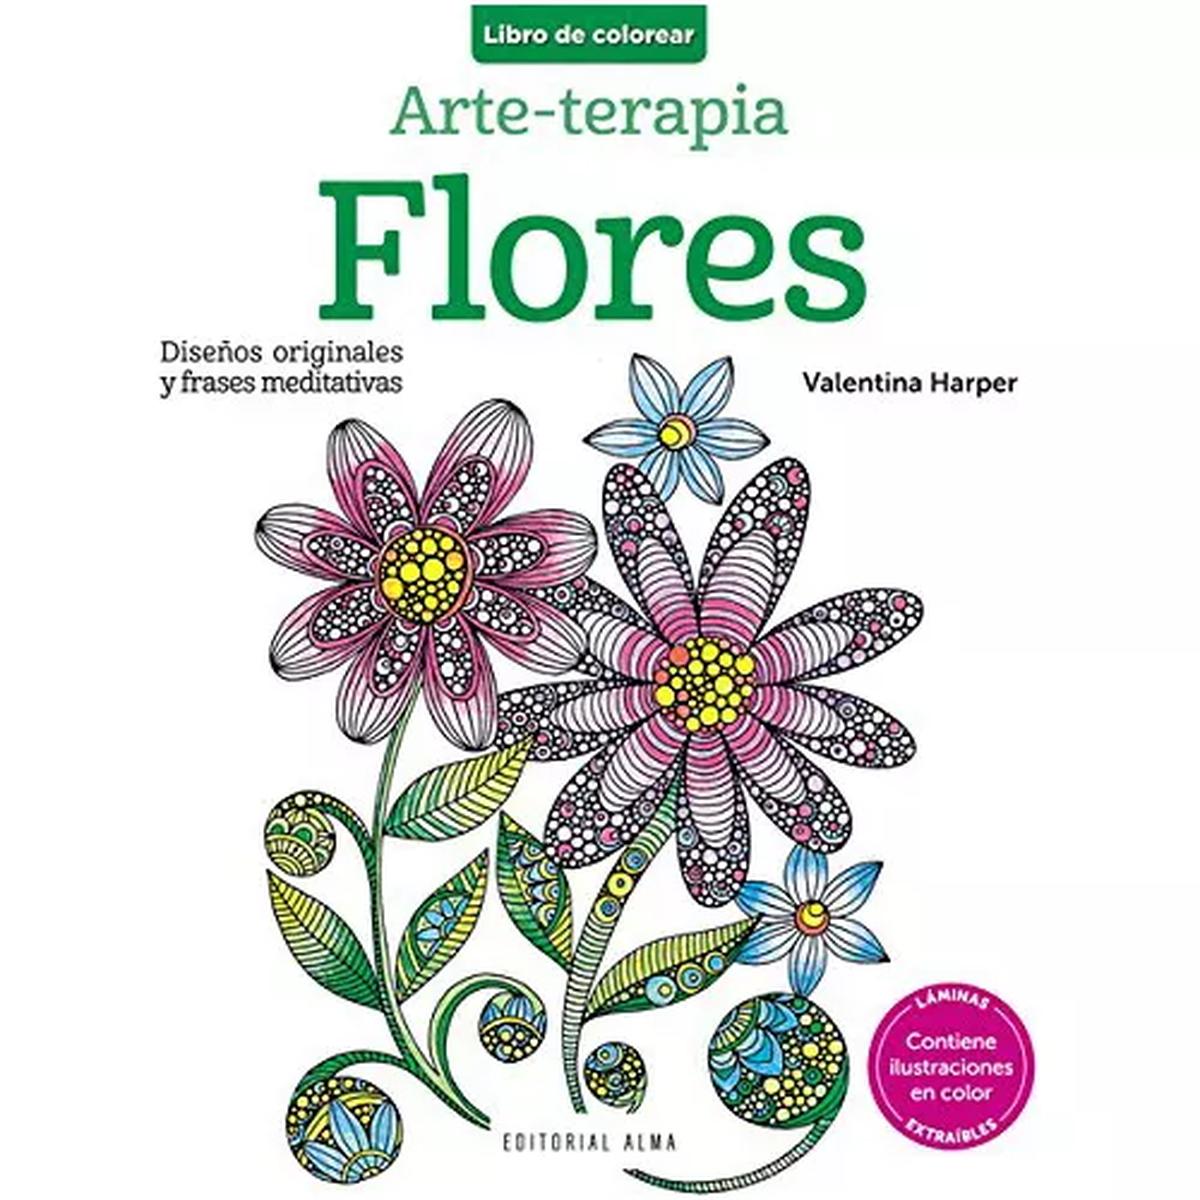 Libro de colorear
Arte-terapia
Flores
Diseños originales
y frases meditativas
Valentina Harper
LÁMINAS
Contiene
ilustraciones
en color
EXTRAÍBLES
EDITORIAL ALMA